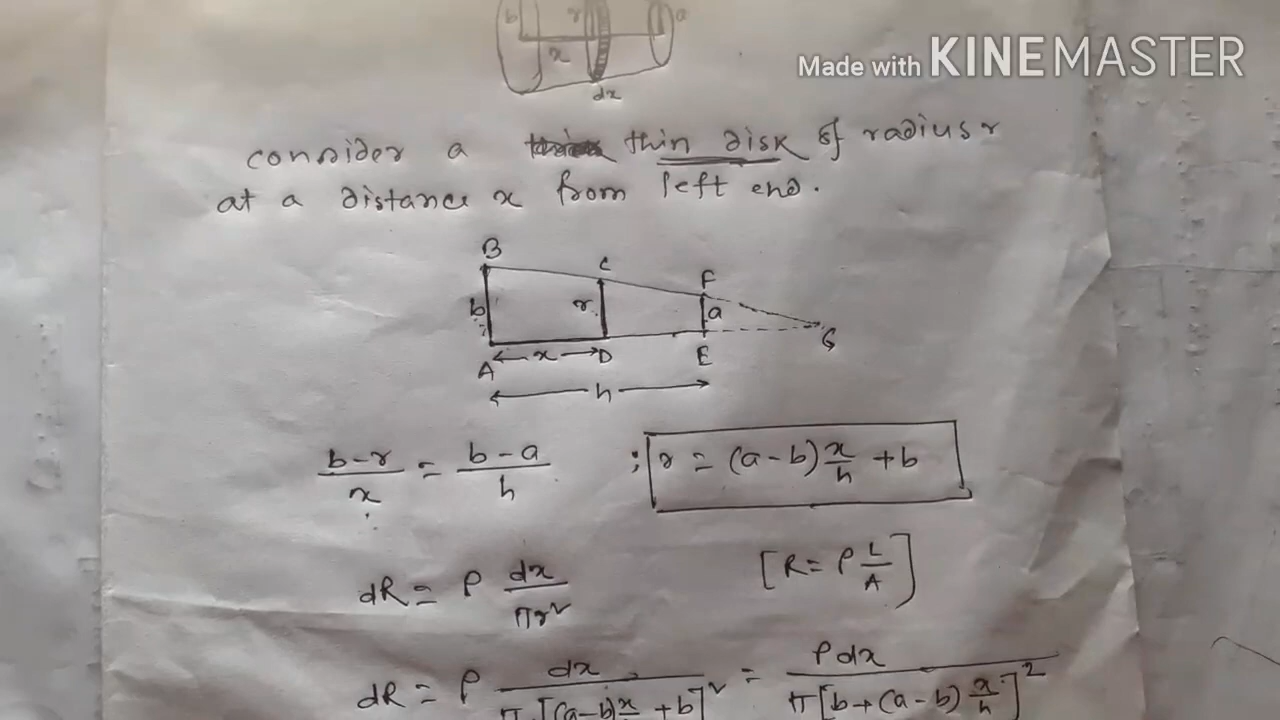 b r a
x
dx
Made with KINEMASTER
consider a thin disk of radius r
at a distance x from left end.
B C F
b r a G
A x D E
h
b-r/x = b-a/h ; r = (a-b) x/h + b
dR = ρ dx/πr² [R = ρ L/A]
dR = ρ dx/π[(a-b)x/h + b]² = ρdx/π[b+(a-b)x/h]²